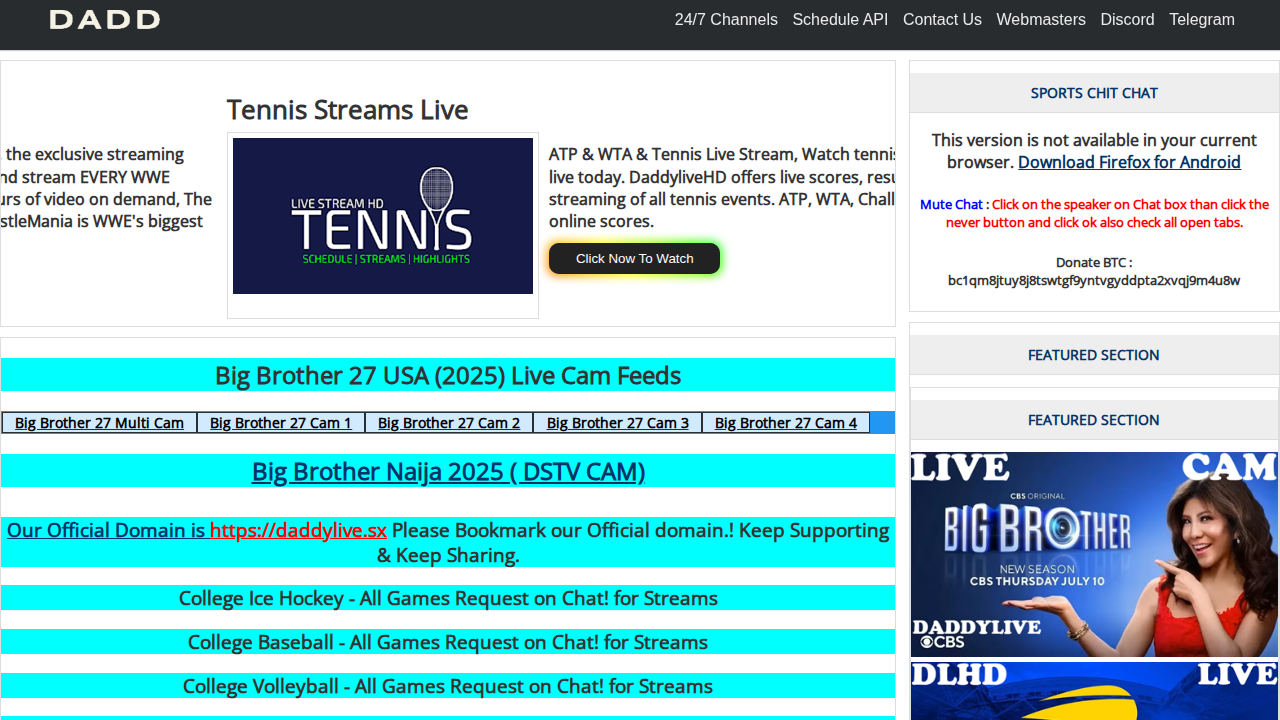 DADD
24/7 Channels Schedule API Contact Us Webmasters Discord Telegram
the exclusive streaming
stream EVERY WWE
of video on demand, The
WWE's biggest
Tennis Streams Live
LIVE STREAM HD
TENNIS
SCHEDULE | STREAMS | HIGHLIGHTS
ATP & WTA & Tennis Live Stream, Watch
live today. DaddyliveHD offers live scores,
streaming of all tennis events. ATP, WTA,
online scores.
Click Now To Watch
Big Brother 27 USA (2025) Live Cam Feeds
Big Brother 27 Multi Cam Big Brother 27 Cam 1 Big Brother 27 Cam 2 Big Brother 27 Cam 3 Big Brother 27 Cam 4
Big Brother Naija 2025 ( DSTV CAM)
Our Official Domain is https://daddylive.sx Please Bookmark our Official domain.! Keep Supporting
& Keep Sharing.
College Ice Hockey - All Games Request on Chat! for Streams
College Baseball - All Games Request on Chat! for Streams
College Volleyball - All Games Request on Chat! for Streams
SPORTS CHIT CHAT
This version is not available in your current
browser. Download Firefox for Android
Mute Chat : Click on the speaker on Chat box than click the
never button and click ok also check all open tabs.
Donate BTC :
bc1qm8jtuy8j8tswtgf9yntvgyddpta2xvqj9m4u8w
FEATURED SECTION
FEATURED SECTION
LIVE CAM
CBS ORIGINAL
BIG BROTHER
NEW SEASON
CBS THURSDAY JULY 10
DADDYLIVE
CBS
DLHD LIVE